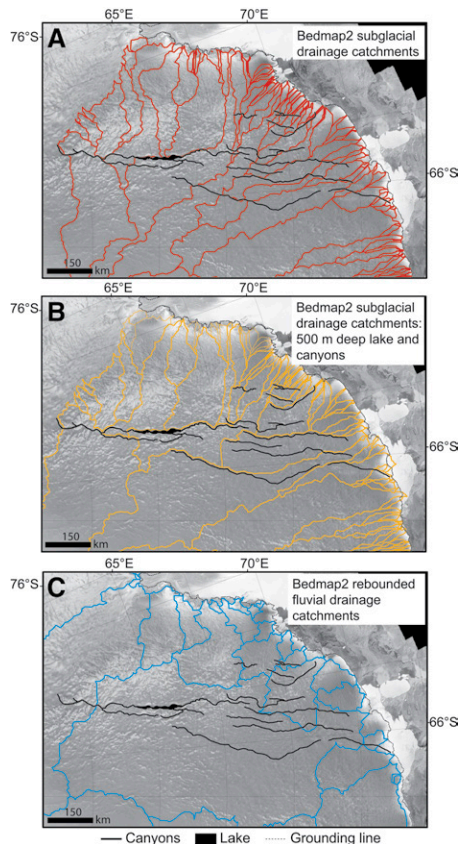 65°E 70°E
76°S
A
Bedmap2 subglacial
drainage catchments
66°S
150 km
65°E 70°E
76°S
B
Bedmap2 subglacial
drainage catchments:
500 m deep lake and
canyons
66°S
150 km
65°E 70°E
76°S
C
Bedmap2 rebounded
fluvial drainage
catchments
66°S
150 km
Canyons Lake Grounding line